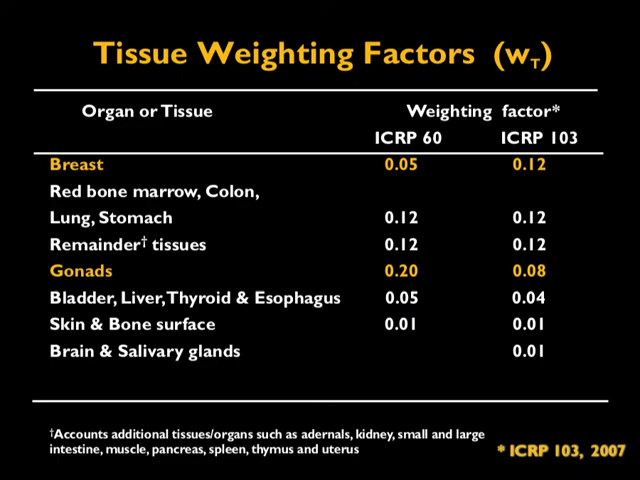 Tissue Weighting Factors (wT)
Organ or Tissue Weighting factor*
ICRP 60 ICRP 103
Breast 0.05 0.12
Red bone marrow, Colon,
Lung, Stomach 0.12 0.12
Remainder† tissues 0.12 0.12
Gonads 0.20 0.08
Bladder, Liver, Thyroid & Esophagus 0.05 0.04
Skin & Bone surface 0.01 0.01
Brain & Salivary glands 0.01
†Accounts additional tissues/organs such as adernals, kidney, small and large
intestine, muscle, pancreas, spleen, thymus and uterus
* ICRP 103, 2007